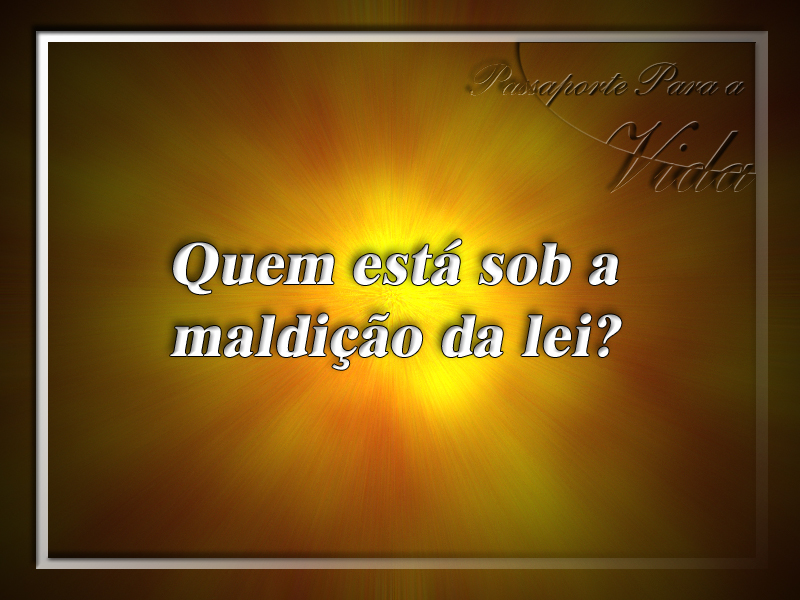 Passaporte Para a
Vida
Quem está sob a
maldição da lei?